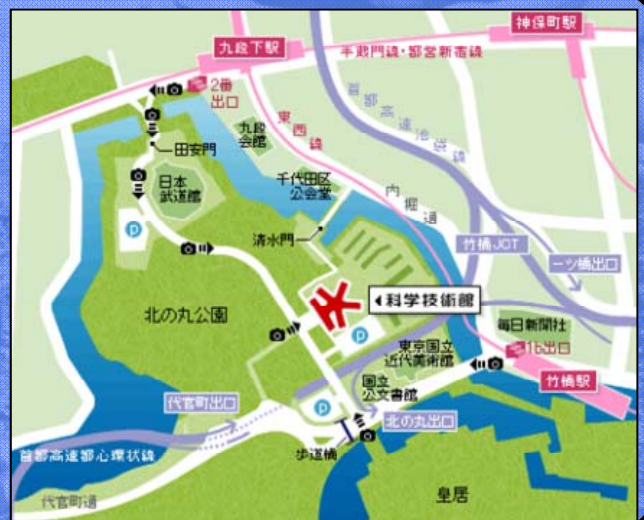 神保町駅
九段下駅
半蔵門線・都営新宿線
2番
出口
首都高速池袋線
東西線
九段
会館
田安門
日本
武道館
千代田区
公会堂
内堀通
P
清水門
竹橋JCT
一ツ橋出口
科学技術館
北の丸公園
P
毎日新聞社
東京国立
近代美術館
1b出口
国立
公文書館
竹橋駅
代官町出口
P
北の丸出口
首都高速都心環状線
歩道橋
代官町通
皇居